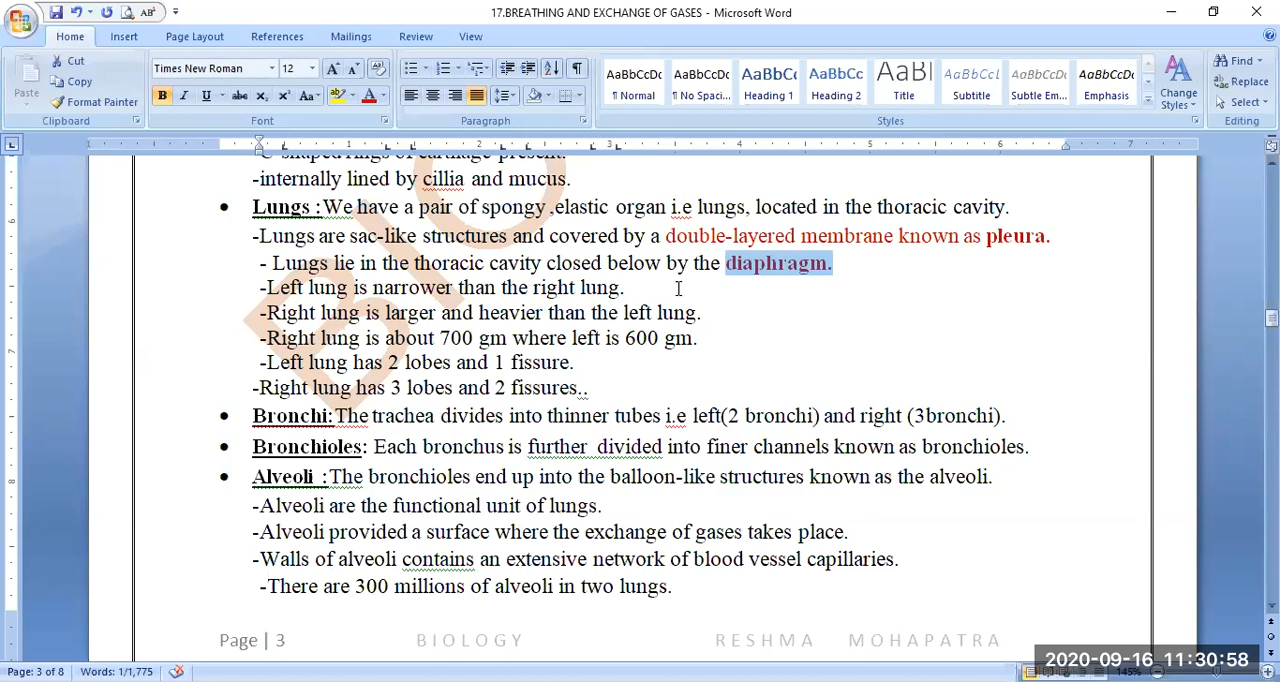 17.BREATHING AND EXCHANGE OF GASES - Microsoft Word
Home Insert Page Layout References Mailings Review View
Paste Cut Copy Format Painter Clipboard
Times New Roman 12 Font
Paragraph
AaBbCcDc AaBbCcDc AaBbCc AaBbCc AaBl AaBbCcL AaBbCcDc AaBbCcDc
¶ Normal ¶ No Spaci... Heading 1 Heading 2 Title Subtitle Subtle Em... Emphasis
Change Styles Styles
Find Replace Select Editing
-internally lined by cillia and mucus.
• Lungs :We have a pair of spongy ,elastic organ i.e lungs, located in the thoracic cavity.
-Lungs are sac-like structures and covered by a double-layered membrane known as pleura.
- Lungs lie in the thoracic cavity closed below by the diaphragm.
-Left lung is narrower than the right lung.
-Right lung is larger and heavier than the left lung.
-Right lung is about 700 gm where left is 600 gm.
-Left lung has 2 lobes and 1 fissure.
-Right lung has 3 lobes and 2 fissures..
• Bronchi:The trachea divides into thinner tubes i.e left(2 bronchi) and right (3bronchi).
• Bronchioles: Each bronchus is further divided into finer channels known as bronchioles.
• Alveoli :The bronchioles end up into the balloon-like structures known as the alveoli.
-Alveoli are the functional unit of lungs.
-Alveoli provided a surface where the exchange of gases takes place.
-Walls of alveoli contains an extensive network of blood vessel capillaries.
-There are 300 millions of alveoli in two lungs.
Page | 3 BIOLOGY RESHMA MOHAPATRA
BIO
2020-09-16 11:30:58
Page: 3 of 8 Words: 1/1,775 145%